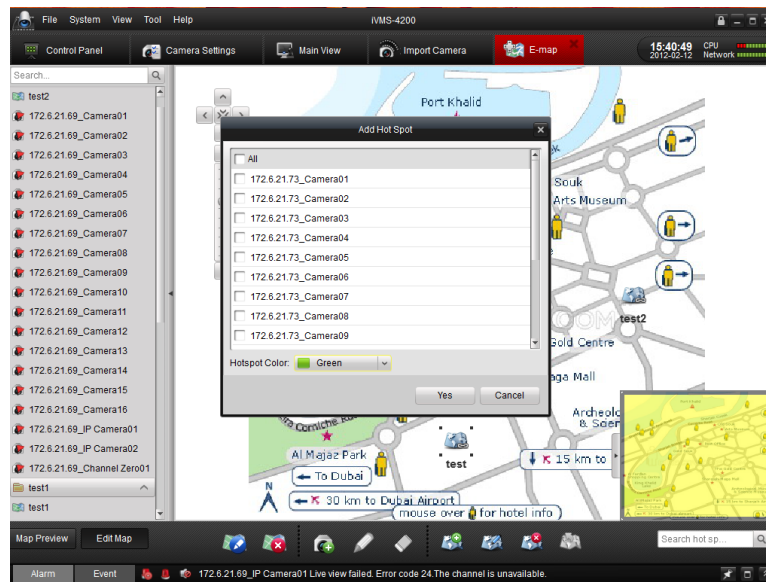 File System View Tool Help
iVMS-4200
Control Panel
Camera Settings
Main View
Import Camera
E-map
15:40:49
2012-02-12
CPU
Network
Search...
test2
172.6.21.69_Camera01
172.6.21.69_Camera02
172.6.21.69_Camera03
172.6.21.69_Camera04
172.6.21.69_Camera05
172.6.21.69_Camera06
172.6.21.69_Camera07
172.6.21.69_Camera08
172.6.21.69_Camera09
172.6.21.69_Camera10
172.6.21.69_Camera11
172.6.21.69_Camera12
172.6.21.69_Camera13
172.6.21.69_Camera14
172.6.21.69_Camera15
172.6.21.69_Camera16
172.6.21.69_IP Camera01
172.6.21.69_IP Camera02
172.6.21.69_Channel Zero01
test1
test1
Port Khalid
Add Hot Spot
All
172.6.21.73_Camera01
172.6.21.73_Camera02
172.6.21.73_Camera03
172.6.21.73_Camera04
172.6.21.73_Camera05
172.6.21.73_Camera06
172.6.21.73_Camera07
172.6.21.73_Camera08
172.6.21.73_Camera09
Hotspot Color: Green
Yes
Cancel
Souk
Arts Museum
test2
Gold Centre
Mall
Corniche
Al Majaz Park
To Dubai
test
15 km to
& Scien
N
30 km to Dubai Airport
mouse over for hotel info
Map Preview
Edit Map
Search hot sp...
Alarm
Event
172.6.21.69_IP Camera01 Live view failed. Error code 24.The channel is unavailable.